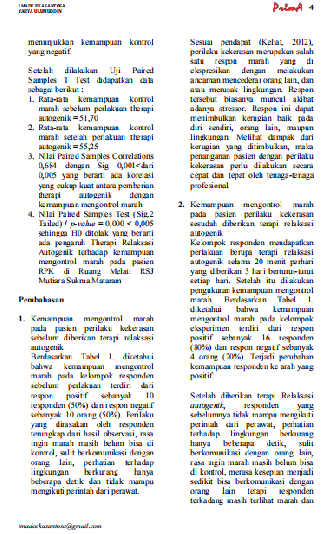 YAHYA ULUMUDDIN
PrimA 4
menunjukkan kemampuan kontrol
yang negatif.
Setelah dilakukan Uji Paired
Samples T Test didapatkan data
sebagai berikut :
1. Rata-rata kemampuan kontrol
marah sebelum perlakuan therapi
autogenik = 51,70
2. Rata-rata kemampuan kontrol
marah setelah perlakuan therapi
autogenik = 55,25
3. Nilai Paired Samples Correlations
0,684 dengan Sig 0,001<dari
0,005 yang berarti ada korelasi
yang cukup kuat antara pemberian
therapi autogenik dengan
kemampuan mengontrol marah
4. Nilai Paired Samples Test (Sig.2
Tailed) / p-value = 0,000 < 0,005
sehingga H0 ditolak yang berarti
ada pengaruh Therapi Relaksasi
Autogenik terhadap kemampuan
mengontrol marah pada pasien
RPK di Ruang Melati RSJ
Mutiara Sukma Mataram
Pembahasan
1. Kemampuan mengontrol marah
pada pasien perilaku kekerasan
sebelum diberikan terapi relaksasi
autogenik
Berdasarkan Tabel 1. diketahui
bahwa kemampuan mengontrol
marah pada kelompok responden
sebelum perlakuan terdiri dari
respon positif sebanyak 10
responden (50%) dan respon negatif
sebanyak 10 orang (50%). Perilaku
yang dirasakan oleh responden
terungkap dari hasil observasi, rasa
ingin marah masih belum bisa di
kontrol, sulit berkomunikasi dengan
orang lain, perhatian terhadap
lingkungan berkurang hanya
beberapa detik dan tidak mampu
mengikuti perintah dari perawat.
Sesuai pendapat (Keliat, 2012),
perilaku kekerasan merupakan salah
satu respon marah yang di
ekspresikan dengan melakukan
ancaman mencederai orang lain, dan
atau merusak lingkungan. Respon
tersebut biasanya muncul akibat
adanya stressor. Respon ini dapat
menimbulkan kerugian baik pada
diri sendiri, orang lain, maupun
lingkungan. Melihat dampak dari
kerugian yang ditimbulkan, maka
penanganan pasien dengan perilaku
kekerasan perlu dilakukan secara
cepat dan tepat oleh tenaga-tenaga
profesional
2. Kemampuan mengontrol marah
pada pasien perilaku kekerasan
sesudah diberikan terapi relaksasi
autogenik
Kelompok responden mendapatkan
perlakuan berupa terapi relaksasi
autogenik selama 20 menit perhari
yang diberikan 3 hari berturut-turut
setiap hari. Setelah itu dilakukan
pengukuran kemampuan mengontrol
marah. Berdasarkan Tabel 1.
diketahui bahwa kemampuan
mengontrol marah pada kelompok
eksperimen terdiri dari respon
positif sebanyak 16 responden
(80%) dan respon negatif sebanyak
4 orang (20%). Terjadi perubahan
kemampuan responden ke arah yang
positif
Setelah diberikan terapi Relaksasi
autogenik, responden yang
sebelumnya tidak mampu mengikuti
perintah dari perawat, perhatian
terhadap lingkungan berkurang
hanya beberapa detik, sulit
berkomunikasi dengan orang lain,
rasa ingin marah masih belum bisa
di kontrol, merasa kesepian menjadi
sedikit bisa berkomunikasi dengan
orang lain tetapi responden
terkadang masih terlihat marah dan